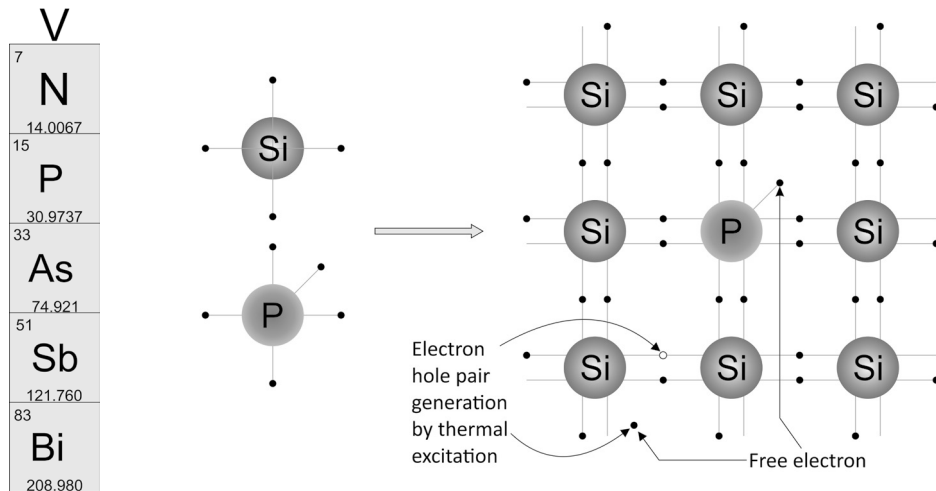 V
7
N
14.0067
15
P
30.9737
33
As
74.921
51
Sb
121.760
83
Bi
208.980
Si
P
Si
Si
Si
Si
P
Si
Si
Si
Si
Electron
hole pair
generation
by thermal
excitation
Free electron